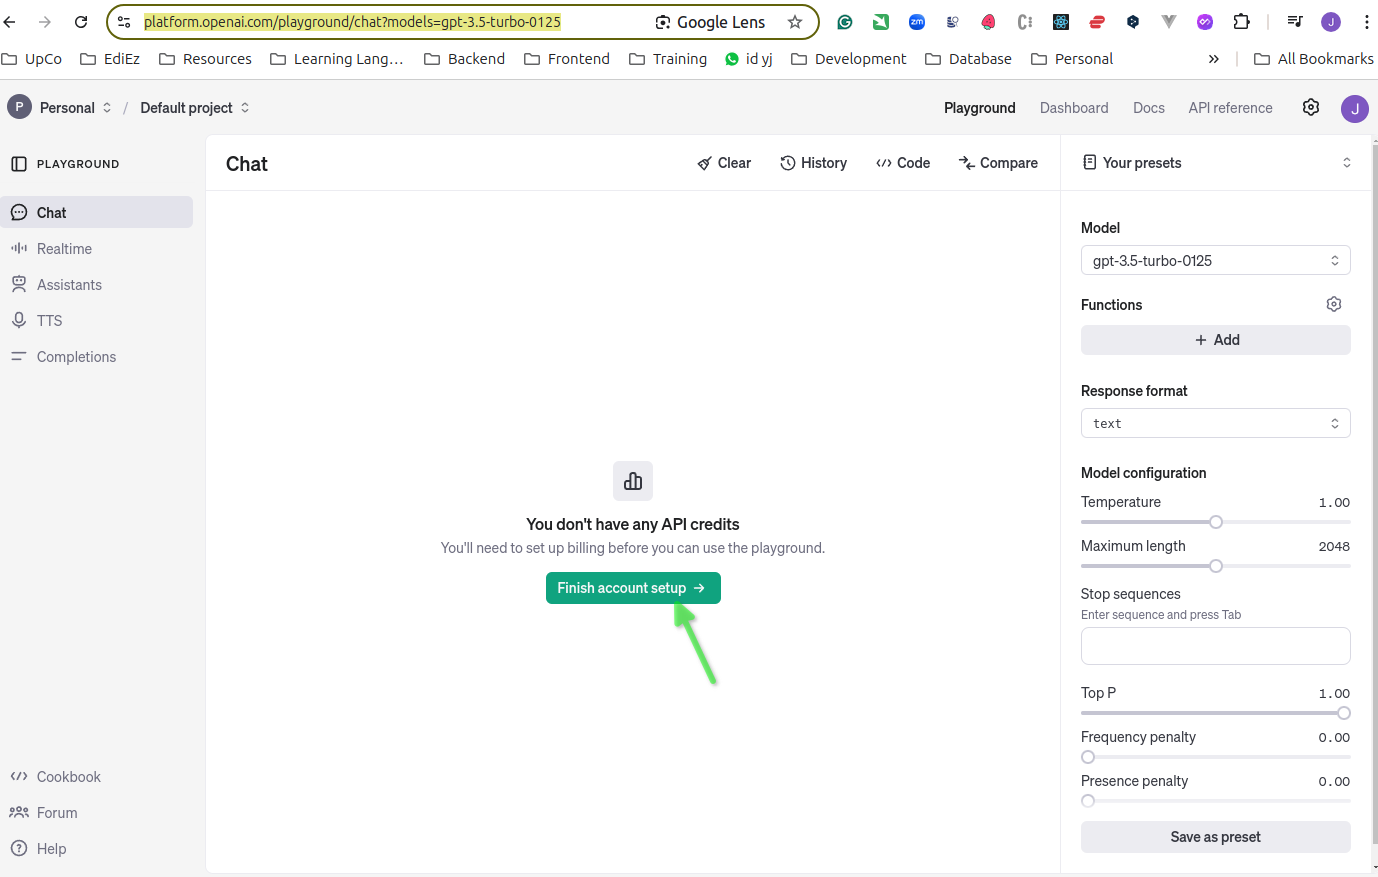 platform.openai.com/playground/chat?models=gpt-3.5-turbo-0125 Google Lens
zm C J
UpCo EdiEz Resources Learning Lang... Backend Frontend Training id yj Development Database Personal » All Bookmarks
P Personal / Default project Playground Dashboard Docs API reference J
PLAYGROUND
Chat
Realtime
Assistants
TTS
Completions
Cookbook
Forum
Help
Chat Clear History Code Compare
You don't have any API credits
You'll need to set up billing before you can use the playground.
Finish account setup →
Your presets
Model
gpt-3.5-turbo-0125
Functions
+ Add
Response format
text
Model configuration
Temperature 1.00
Maximum length 2048
Stop sequences
Enter sequence and press Tab
Top P 1.00
Frequency penalty 0.00
Presence penalty 0.00
Save as preset